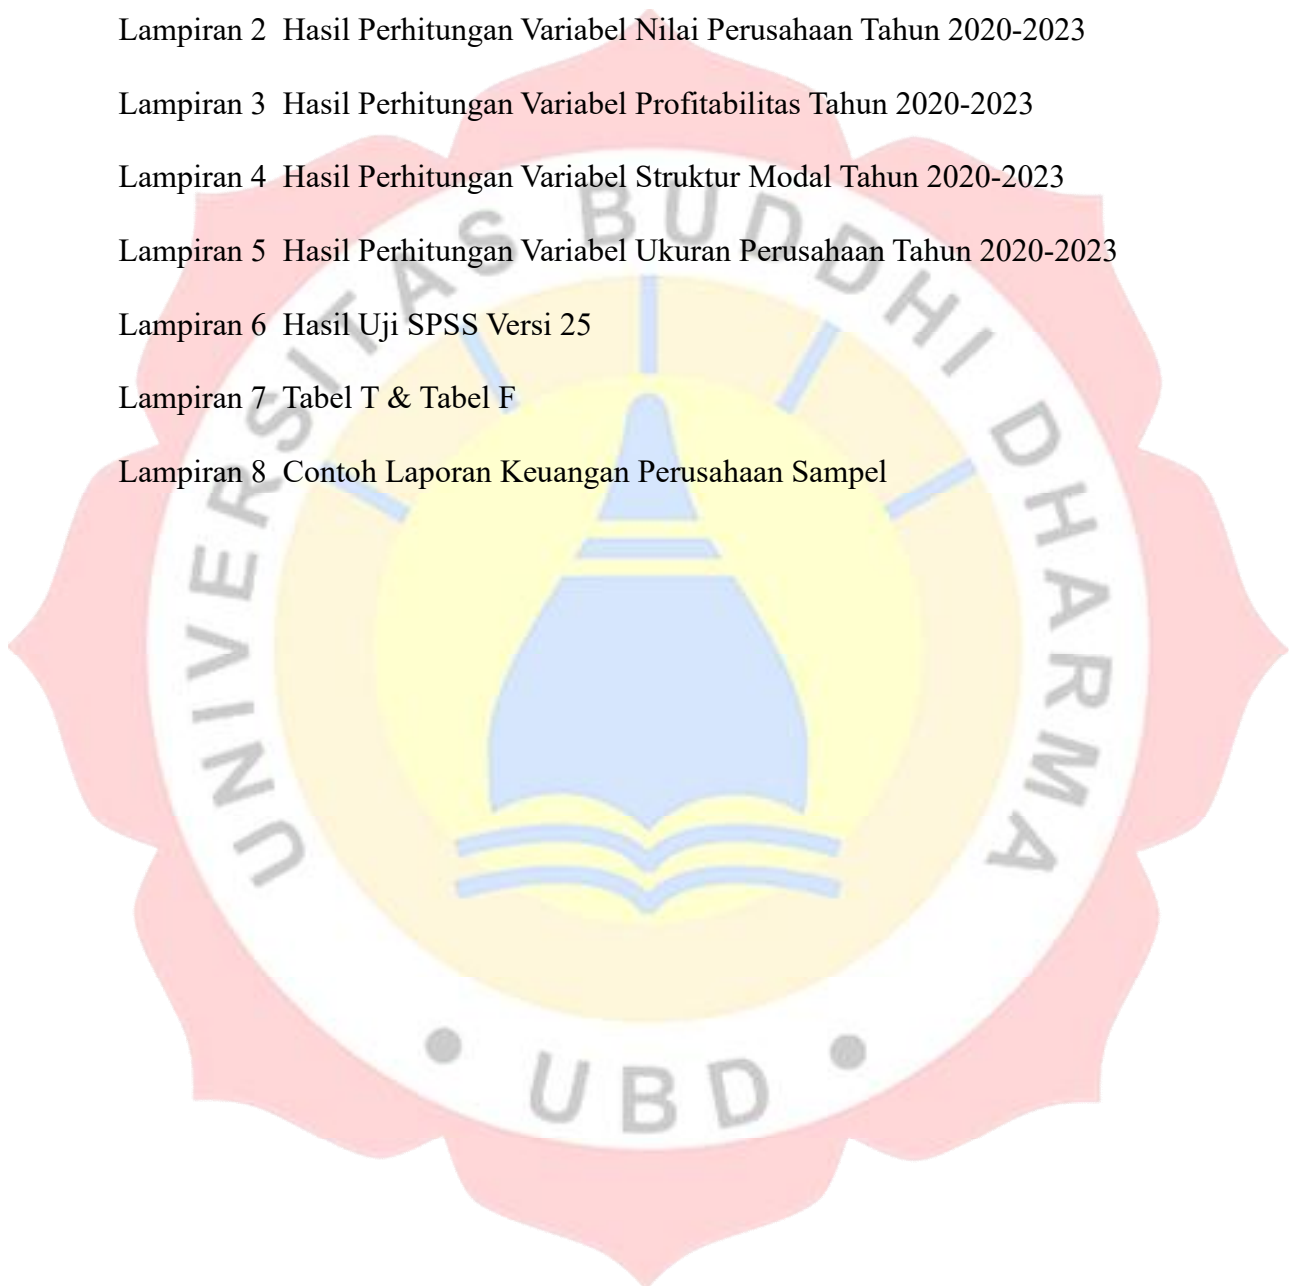 Lampiran 2 Hasil Perhitungan Variabel Nilai Perusahaan Tahun 2020-2023
Lampiran 3 Hasil Perhitungan Variabel Profitabilitas Tahun 2020-2023
Lampiran 4 Hasil Perhitungan Variabel Struktur Modal Tahun 2020-2023
Lampiran 5 Hasil Perhitungan Variabel Ukuran Perusahaan Tahun 2020-2023
Lampiran 6 Hasil Uji SPSS Versi 25
Lampiran 7 Tabel T & Tabel F
Lampiran 8 Contoh Laporan Keuangan Perusahaan Sampel
UNIVERSITAS BUDDHI DHARMA
• UBD •